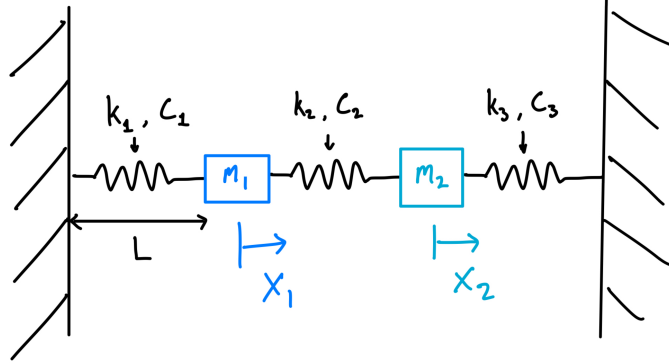 k₁, C₁
k₂, C₂
k₃, C₃
m₁
m₂
L
X₁
X₂